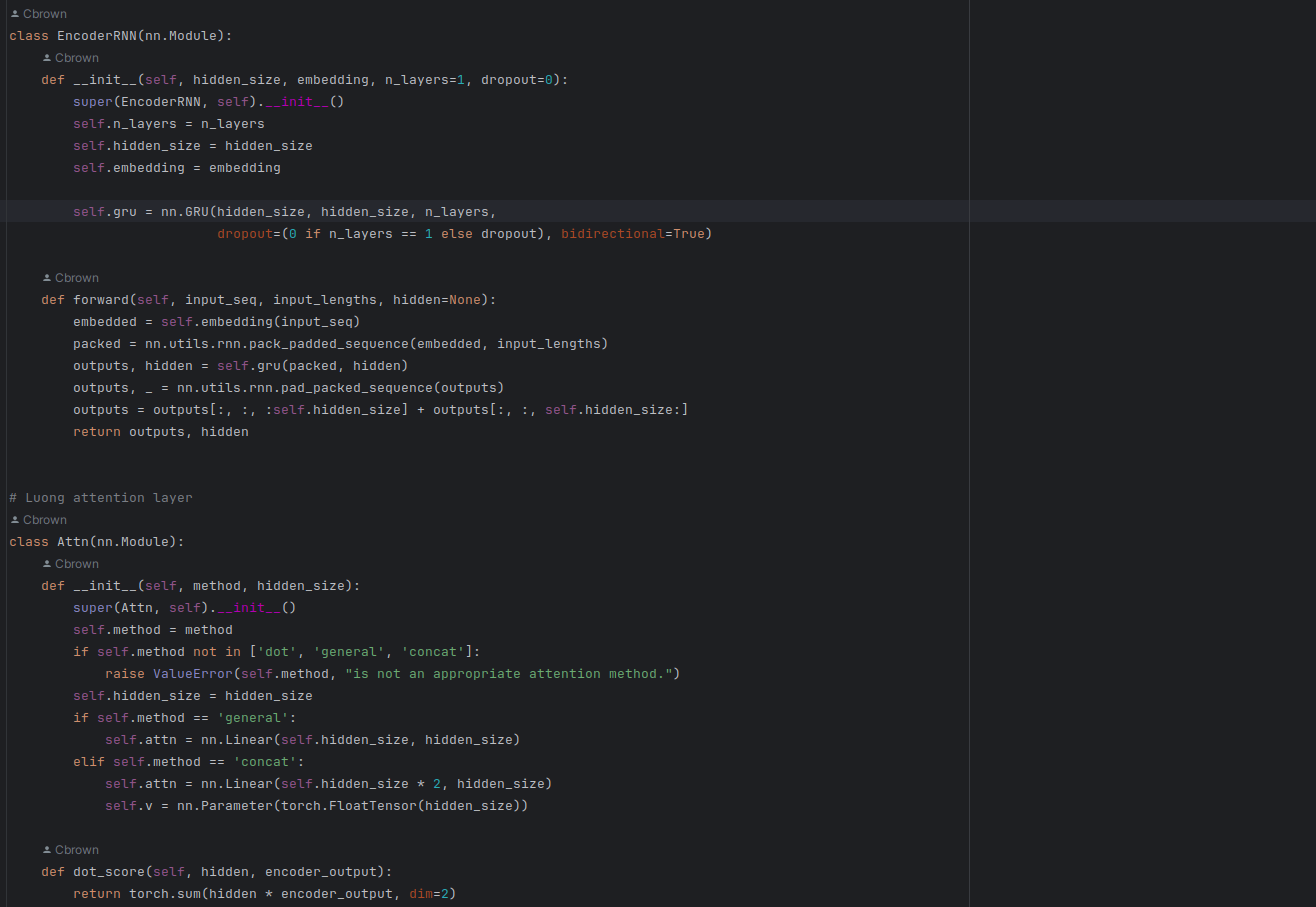 Cbrown
class EncoderRNN(nn.Module):
Cbrown
def __init__(self, hidden_size, embedding, n_layers=1, dropout=0):
super(EncoderRNN, self).__init__()
self.n_layers = n_layers
self.hidden_size = hidden_size
self.embedding = embedding
self.gru = nn.GRU(hidden_size, hidden_size, n_layers,
dropout=(0 if n_layers == 1 else dropout), bidirectional=True)
Cbrown
def forward(self, input_seq, input_lengths, hidden=None):
embedded = self.embedding(input_seq)
packed = nn.utils.rnn.pack_padded_sequence(embedded, input_lengths)
outputs, hidden = self.gru(packed, hidden)
outputs, _ = nn.utils.rnn.pad_packed_sequence(outputs)
outputs = outputs[:, :, :self.hidden_size] + outputs[:, :, self.hidden_size:]
return outputs, hidden
# Luong attention layer
Cbrown
class Attn(nn.Module):
Cbrown
def __init__(self, method, hidden_size):
super(Attn, self).__init__()
self.method = method
if self.method not in ['dot', 'general', 'concat']:
raise ValueError(self.method, "is not an appropriate attention method.")
self.hidden_size = hidden_size
if self.method == 'general':
self.attn = nn.Linear(self.hidden_size, hidden_size)
elif self.method == 'concat':
self.attn = nn.Linear(self.hidden_size * 2, hidden_size)
self.v = nn.Parameter(torch.FloatTensor(hidden_size))
Cbrown
def dot_score(self, hidden, encoder_output):
return torch.sum(hidden * encoder_output, dim=2)